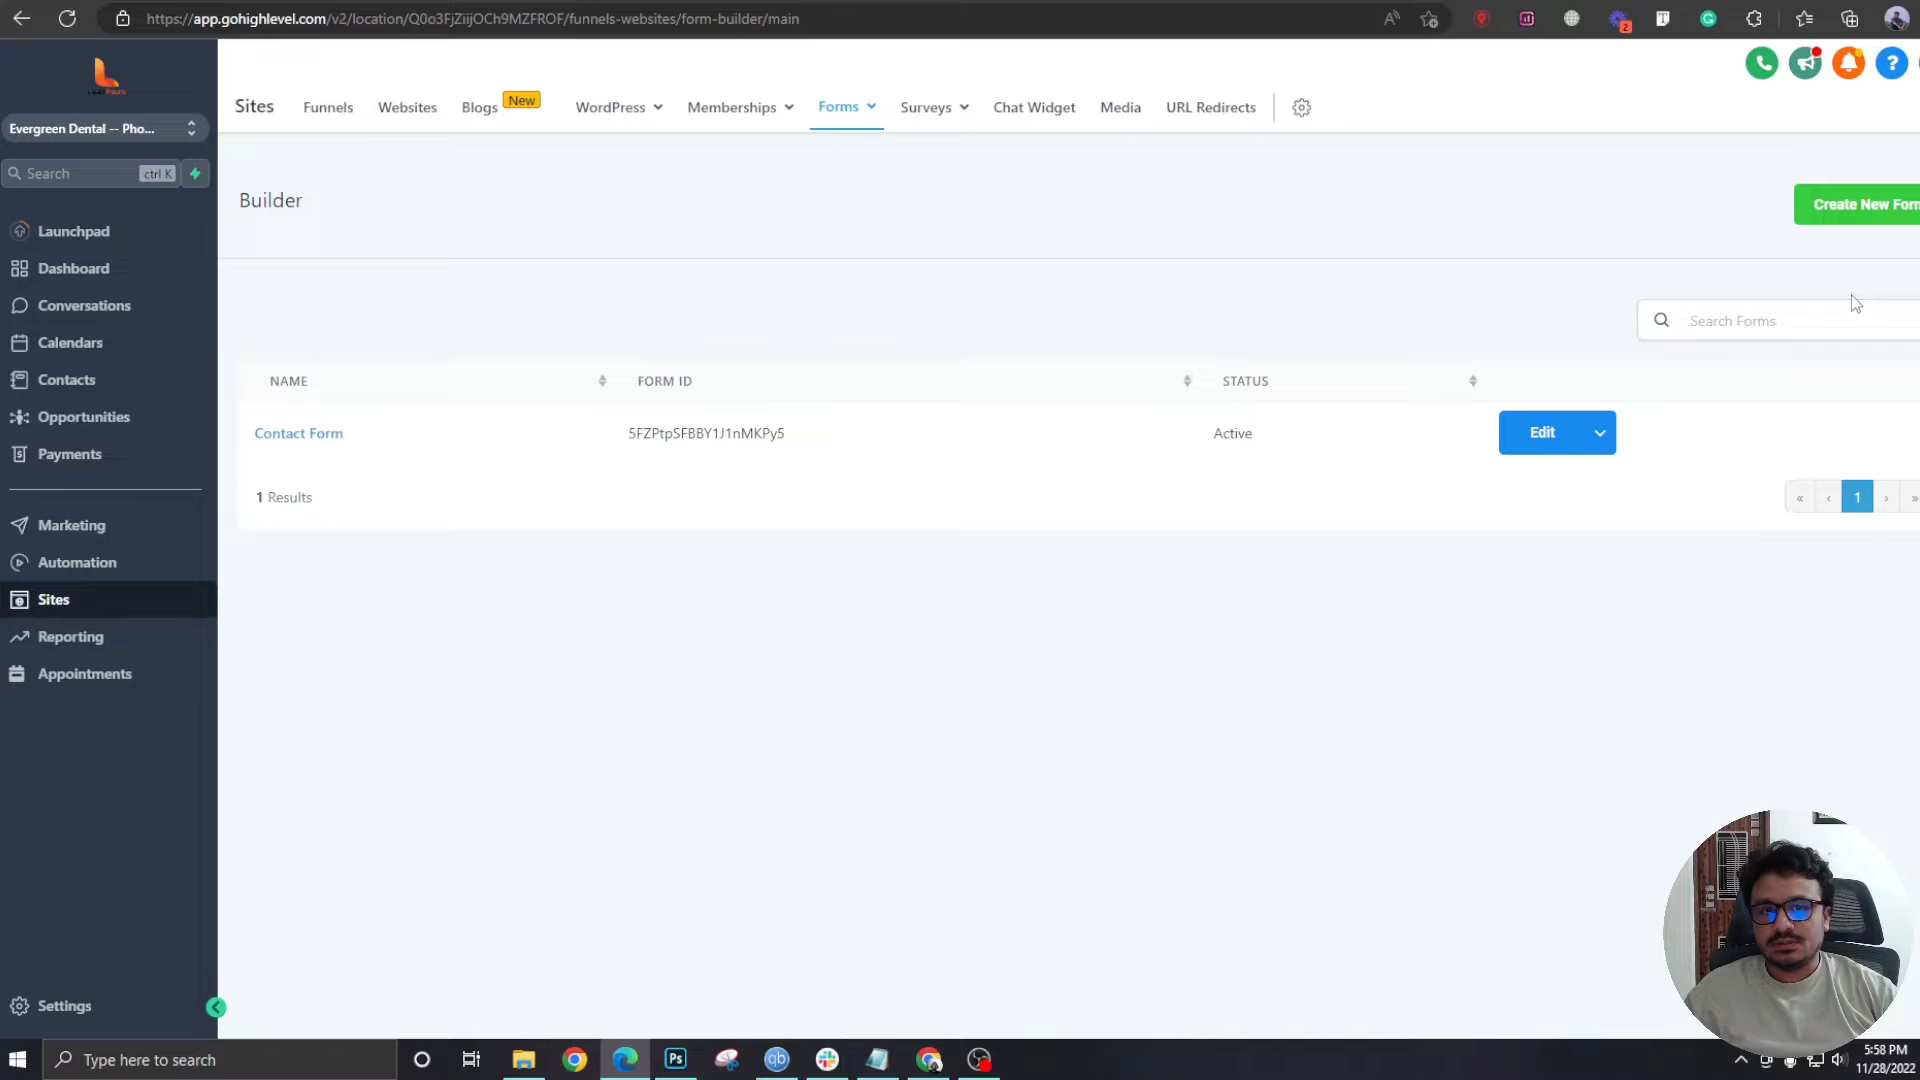 https://app.gohighlevel.com/v2/location/Q0o3FjZiijOCh9MZFROF/funnels-websites/form-builder/main
2
Evergreen Dental -- Pho...
Search ctrl K
Launchpad
Dashboard
Conversations
Calendars
Contacts
Opportunities
Payments
Marketing
Automation
Sites
Reporting
Appointments
Settings
Sites Funnels Websites Blogs New WordPress Memberships Forms Surveys Chat Widget Media URL Redirects
Builder
Create New Form
Search Forms
NAME FORM ID STATUS
Contact Form 5FZPtpSFBBY1J1nMKPy5 Active Edit
1 Results
« ‹ 1 › »
Type here to search
Ps
qb
5:58 PM
11/28/2022